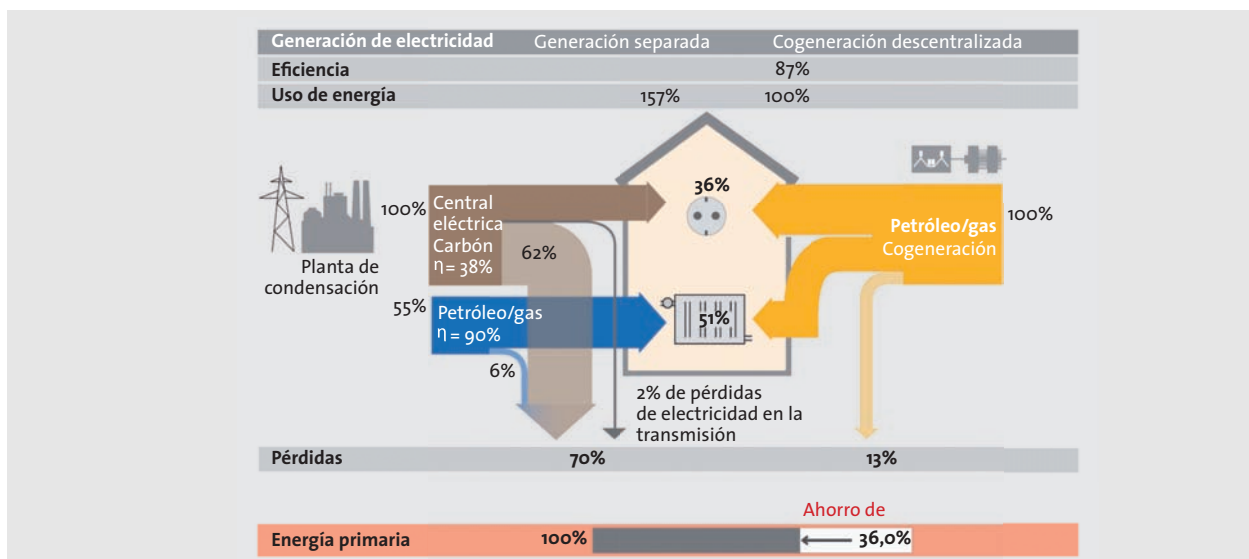 Generación de electricidad Generación separada Cogeneración descentralizada
Eficiencia 87%
Uso de energía 157% 100%
36%
100%
Central
eléctrica
Carbón
η = 38%
62%
Planta de
condensación
100%
Petróleo/gas
Cogeneración
55%
Petróleo/gas
η = 90%
51%
6%
2% de pérdidas
de electricidad en la
transmisión
Pérdidas 70% 13%
Ahorro de
Energía primaria 100% 36,0%